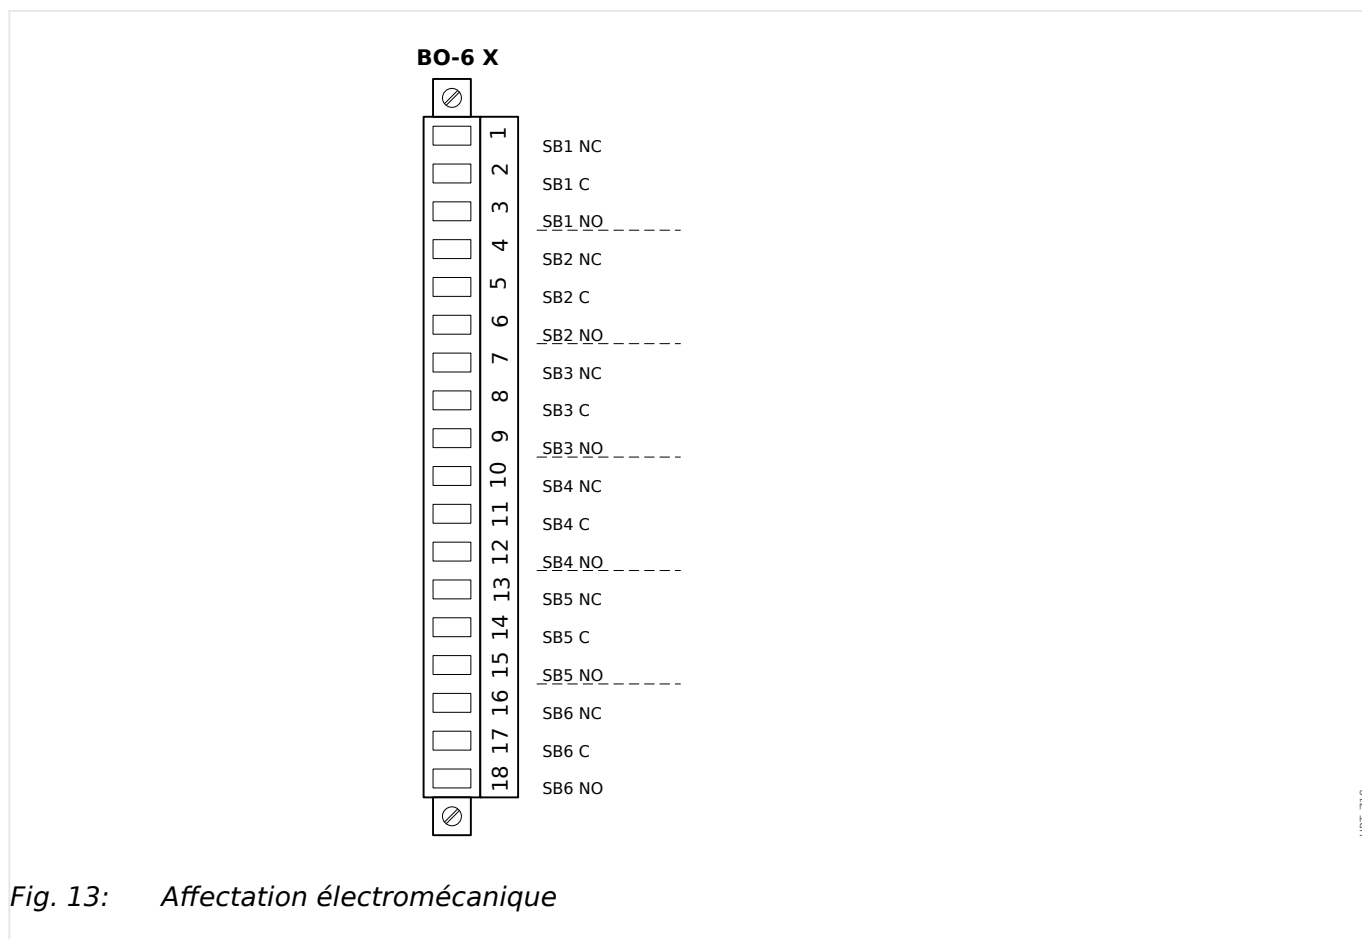 BO-6 X
1 SB1 NC
2 SB1 C
3 SB1 NO
4 SB2 NC
5 SB2 C
6 SB2 NO
7 SB3 NC
8 SB3 C
9 SB3 NO
10 SB4 NC
11 SB4 C
12 SB4 NO
13 SB5 NC
14 SB5 C
15 SB5 NO
16 SB6 NC
17 SB6 C
18 SB6 NO
Fig. 13: Affectation électromécanique